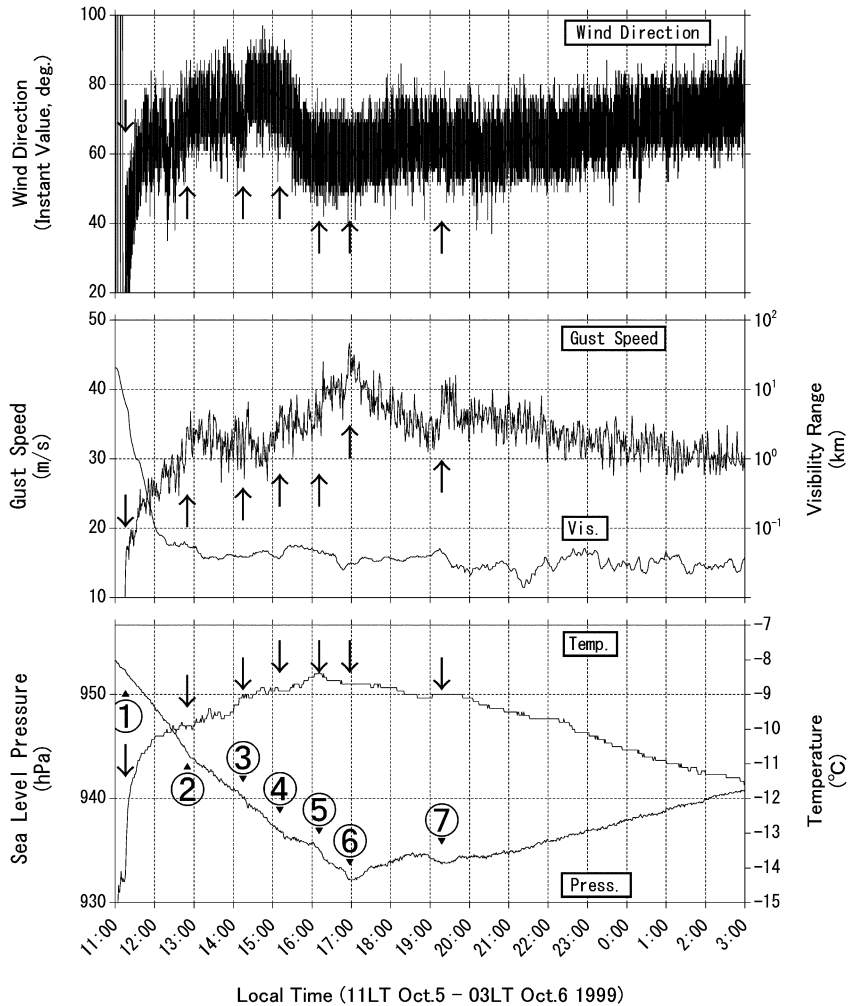 Wind Direction
(Instant Value, deg.)
100
80
60
40
20
Wind Direction
Gust Speed
(m/s)
50
40
30
20
10
Gust Speed
Vis.
10²
10¹
10⁰
10⁻¹
Visibility Range
(km)
Sea Level Pressure
(hPa)
950
940
930
Temp.
Press.
①
②
③
④
⑤
⑥
⑦
-7
-8
-9
-10
-11
-12
-13
-14
-15
Temperature
(℃)
11:00 12:00 13:00 14:00 15:00 16:00 17:00 18:00 19:00 20:00 21:00 22:00 23:00 0:00 1:00 2:00 3:00
Local Time (11LT Oct.5 - 03LT Oct.6 1999)